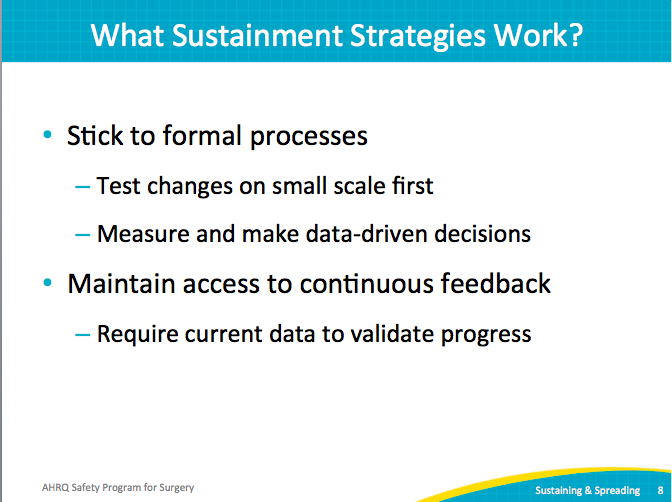 What Sustainment Strategies Work?
• Stick to formal processes
– Test changes on small scale first
– Measure and make data-driven decisions
• Maintain access to continuous feedback
– Require current data to validate progress
AHRQ Safety Program for Surgery
Sustaining & Spreading 8